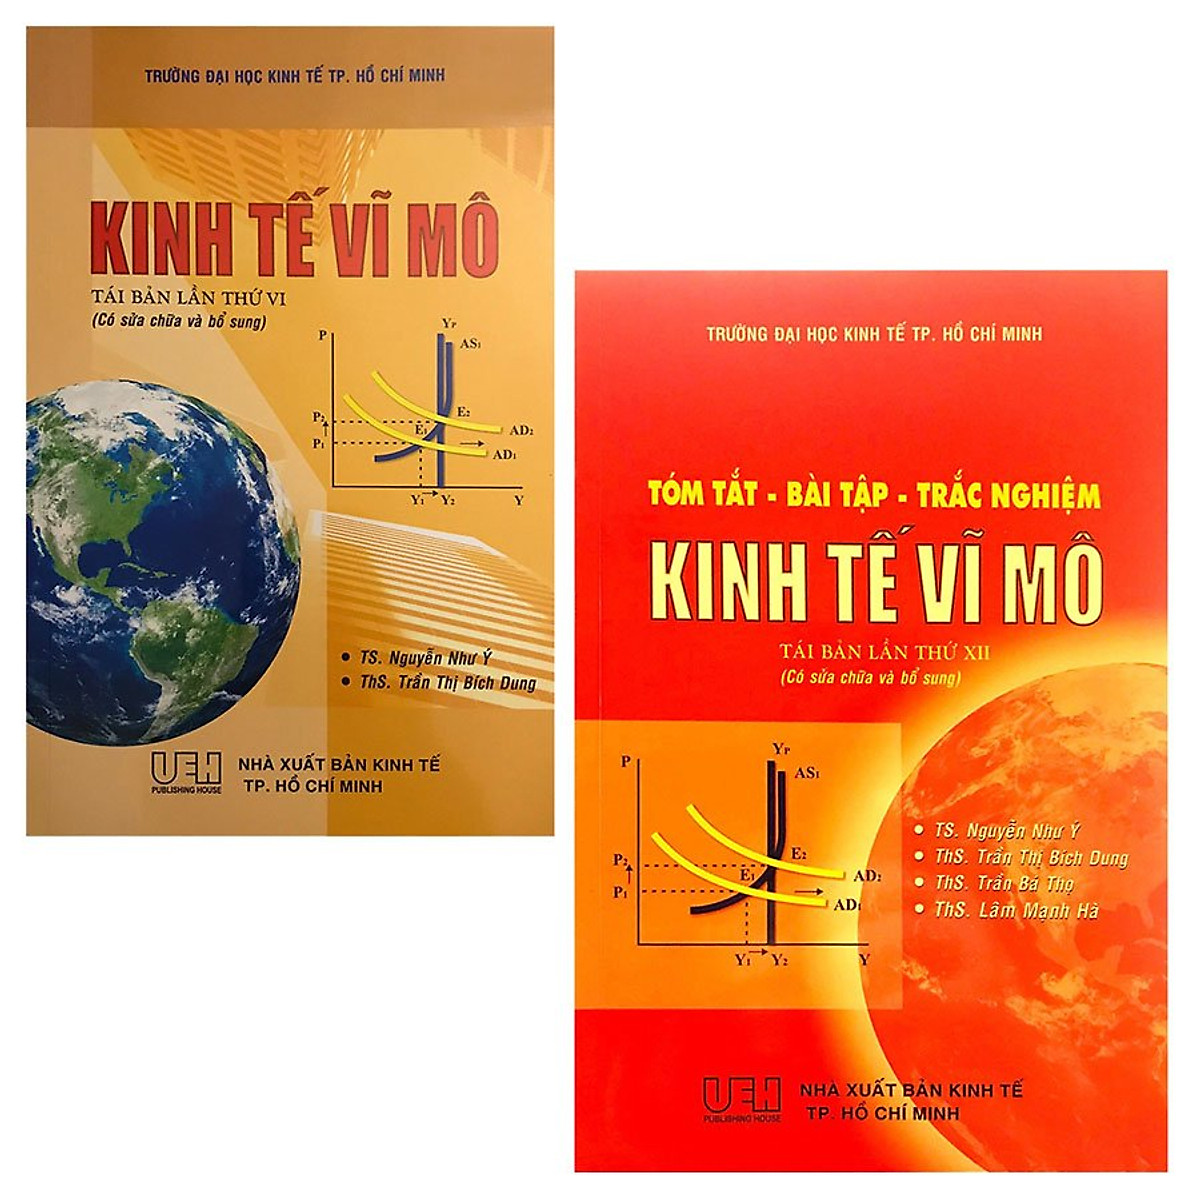 TRƯỜNG ĐẠI HỌC KINH TẾ TP. HỒ CHÍ MINH
KINH TẾ VĨ MÔ
TÁI BẢN LẦN THỨ VI
(Có sửa chữa và bổ sung)
P
YP
AS1
P2
E2
E1
AD2
P1
AD1
Y1
Y2
Y
• TS. Nguyễn Như Ý
• ThS. Trần Thị Bích Dung
UEH
PUBLISHING HOUSE
NHÀ XUẤT BẢN KINH TẾ
TP. HỒ CHÍ MINH
TRƯỜNG ĐẠI HỌC KINH TẾ TP. HỒ CHÍ MINH
TÓM TẮT - BÀI TẬP - TRẮC NGHIỆM
KINH TẾ VĨ MÔ
TÁI BẢN LẦN THỨ XII
(Có sửa chữa và bổ sung)
P
YP
AS1
P2
E2
E1
AD2
P1
AD1
Y1
Y2
Y
• TS. Nguyễn Như Ý
• ThS. Trần Thị Bích Dung
• ThS. Trần Bá Thọ
• ThS. Lâm Mạnh Hà
UEH
PUBLISHING HOUSE
NHÀ XUẤT BẢN KINH TẾ
TP. HỒ CHÍ MINH